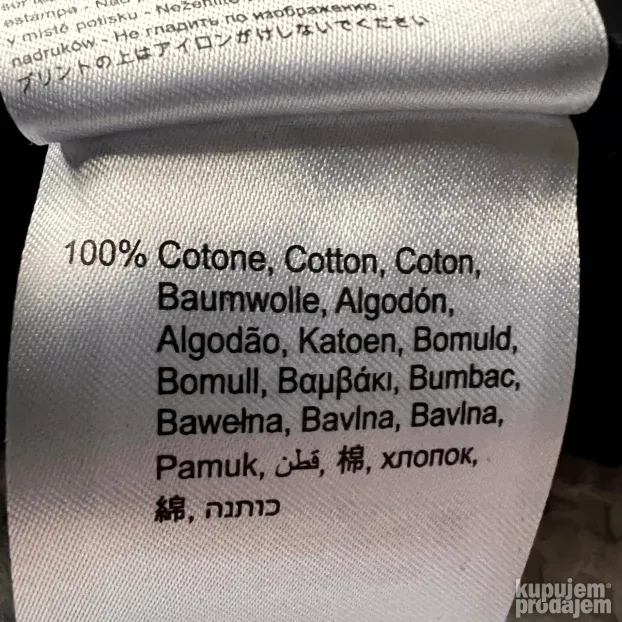 estampa - Nad
y místě potisku - Nežehlite
nadruków - Не гладить по изображению. -
プリントの上はアイロンがけしないでください
100% Cotone, Cotton, Coton,
Baumwolle, Algodón,
Algodão, Katoen, Bomuld,
Bomull, Βαμβάκι, Bumbac,
Bawełna, Bavlna, Bavlna,
Pamuk, قطن, 棉, хлопок,
綿, כותנה
kupujem
prodajem